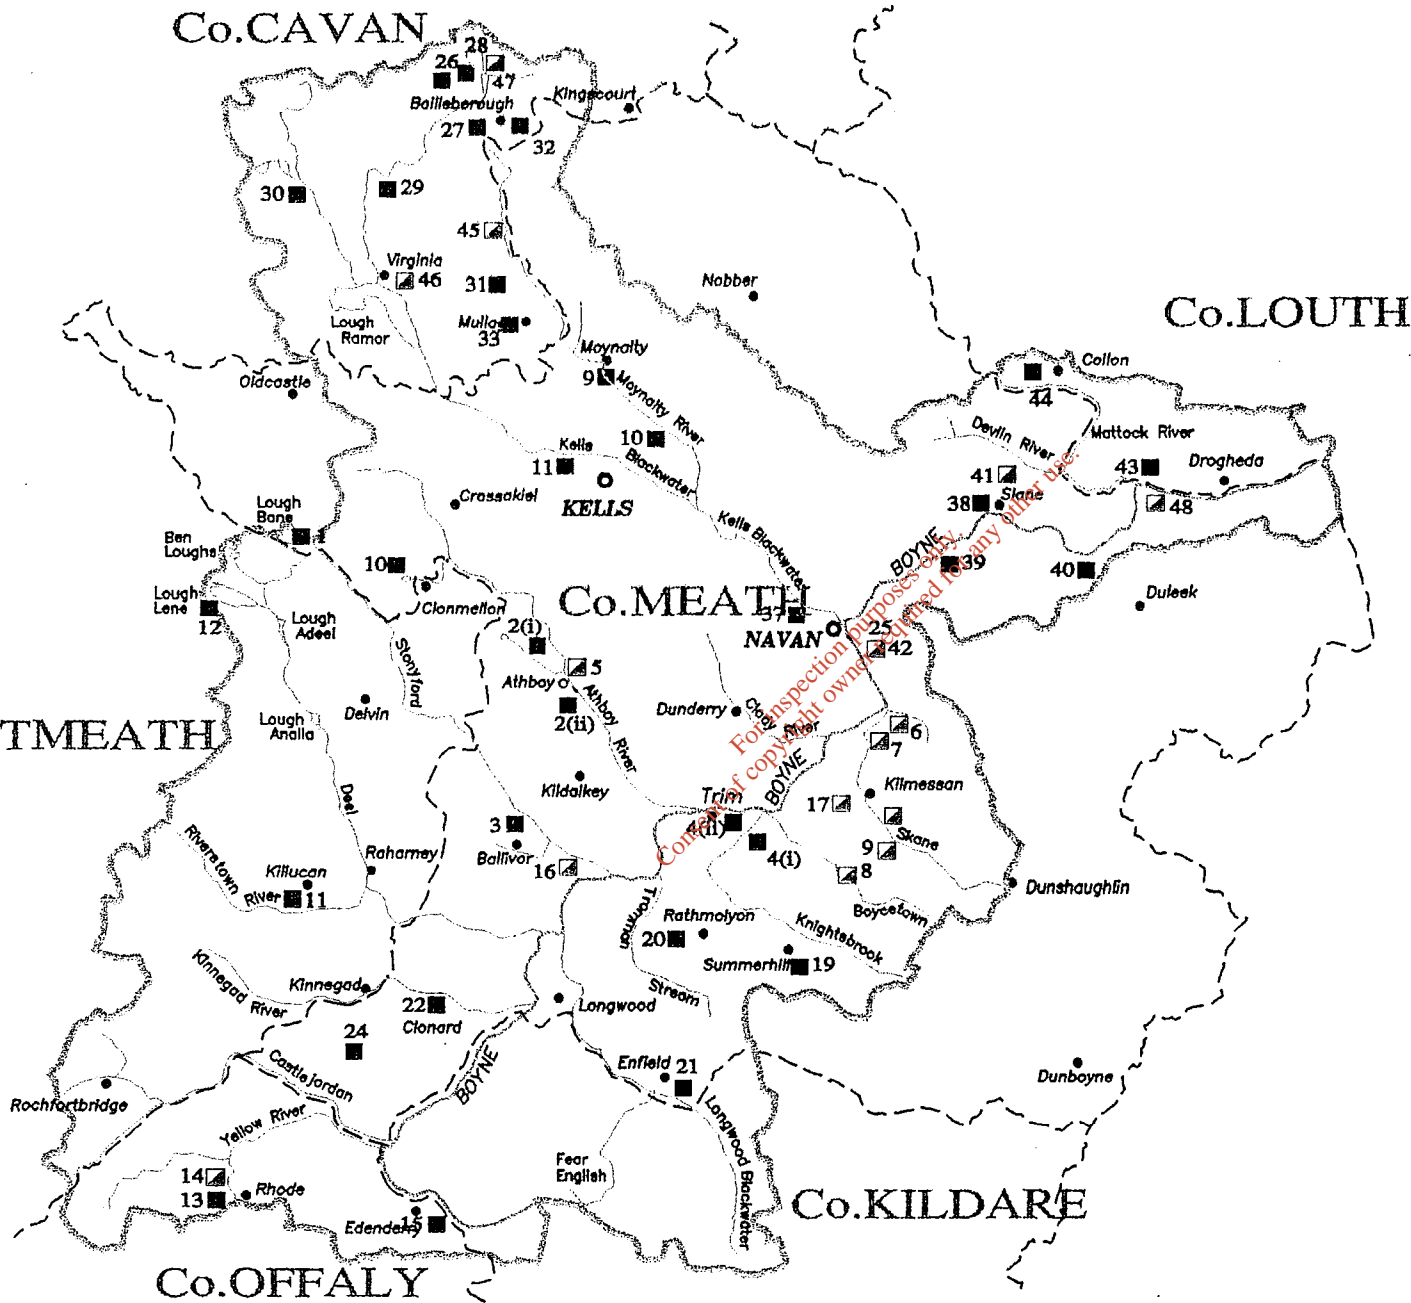 Co.CAVAN
28
26
47
Bailieborough
Kingscourt
27
32
30
29
45
Virginia
46
31
Nobber
Co.LOUTH
Lough
Ramor
Mulla
33
Moynalty
Collon
9
Oldcastle
44
Moynalty River
Devlin River
Mattock River
10
Kells
Blackwater
11
43
Drogheda
41
KELLS
Crossakiel
38
Slane
48
Lough
Bane
Kells Blackwater
Ben
Loughs
BOYNE
39
40
10
Clonmellon
Lough
Lene
12
Co.MEATH
37
Duleek
Lough
Adeel
2(i)
NAVAN
25
42
Stonyford
5
Athboy
Athboy River
2(ii)
Delvin
Dunderry
Clady River
Lough
Analla
TMEATH
6
7
Kildalkey
BOYNE
Kilmessan
Deel
Trim
17
3
4(ii)
4(i)
Skane
9
Ballivor
16
8
Riverstown
River
Raharney
Killucan
11
Dunshaughlin
Boycetown
Tromman
Stream
Rathmolyon
20
Knightsbrook
Summerhill
19
Kinnegad River
Kinnegad
22
Clonard
Longwood
24
Castlejordan
BOYNE
Enfield
21
Dunboyne
Rochfortbridge
Yellow River
Longwood Blackwater
Fear
English
14
13
Rhode
Edenderry
15
Co.KILDARE
Co.OFFALY
For inspection purposes only.
Consent of copyright owner required for any other use.